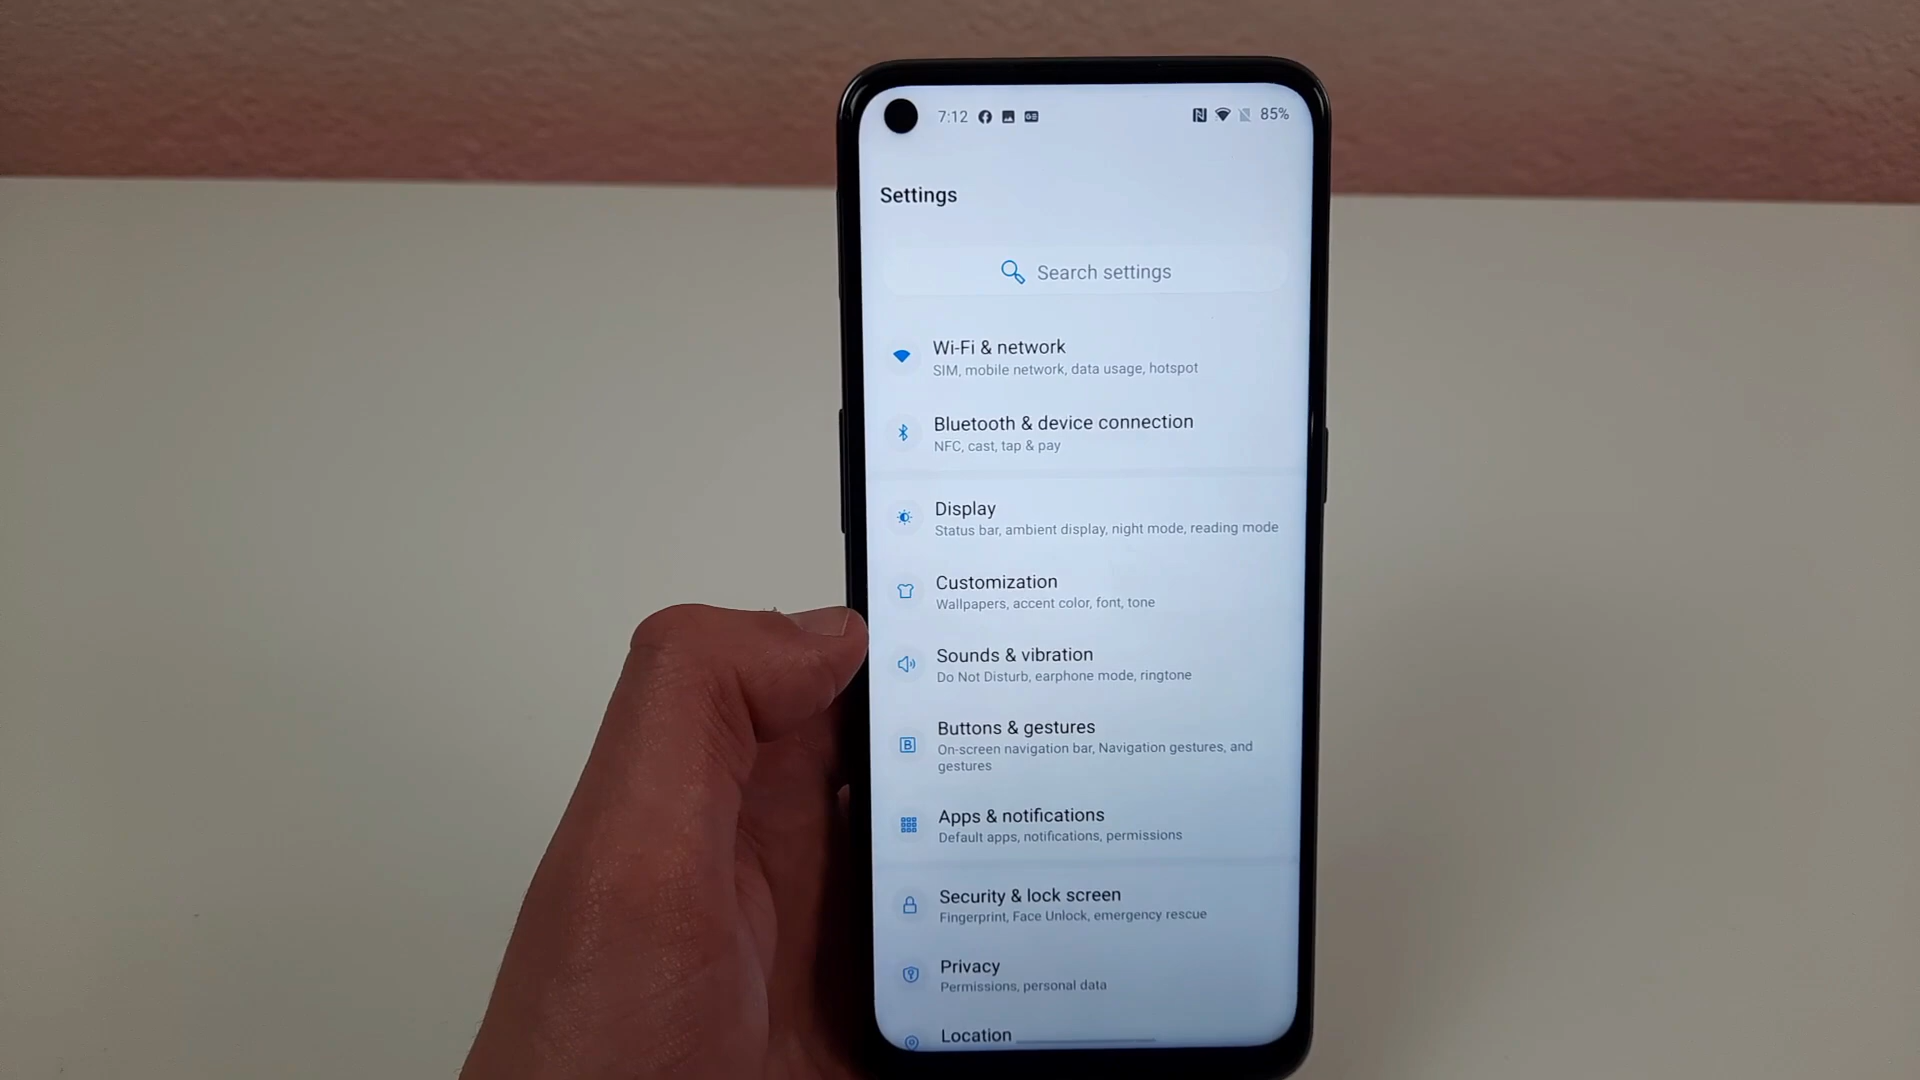 7:12 85%
Settings
Search settings
Wi-Fi & network
SIM, mobile network, data usage, hotspot
Bluetooth & device connection
NFC, cast, tap & pay
Display
Status bar, ambient display, night mode, reading mode
Customization
Wallpapers, accent color, font, tone
Sounds & vibration
Do Not Disturb, earphone mode, ringtone
Buttons & gestures
On-screen navigation bar, Navigation gestures, and
gestures
Apps & notifications
Default apps, notifications, permissions
Security & lock screen
Fingerprint, Face Unlock, emergency rescue
Privacy
Permissions, personal data
Location